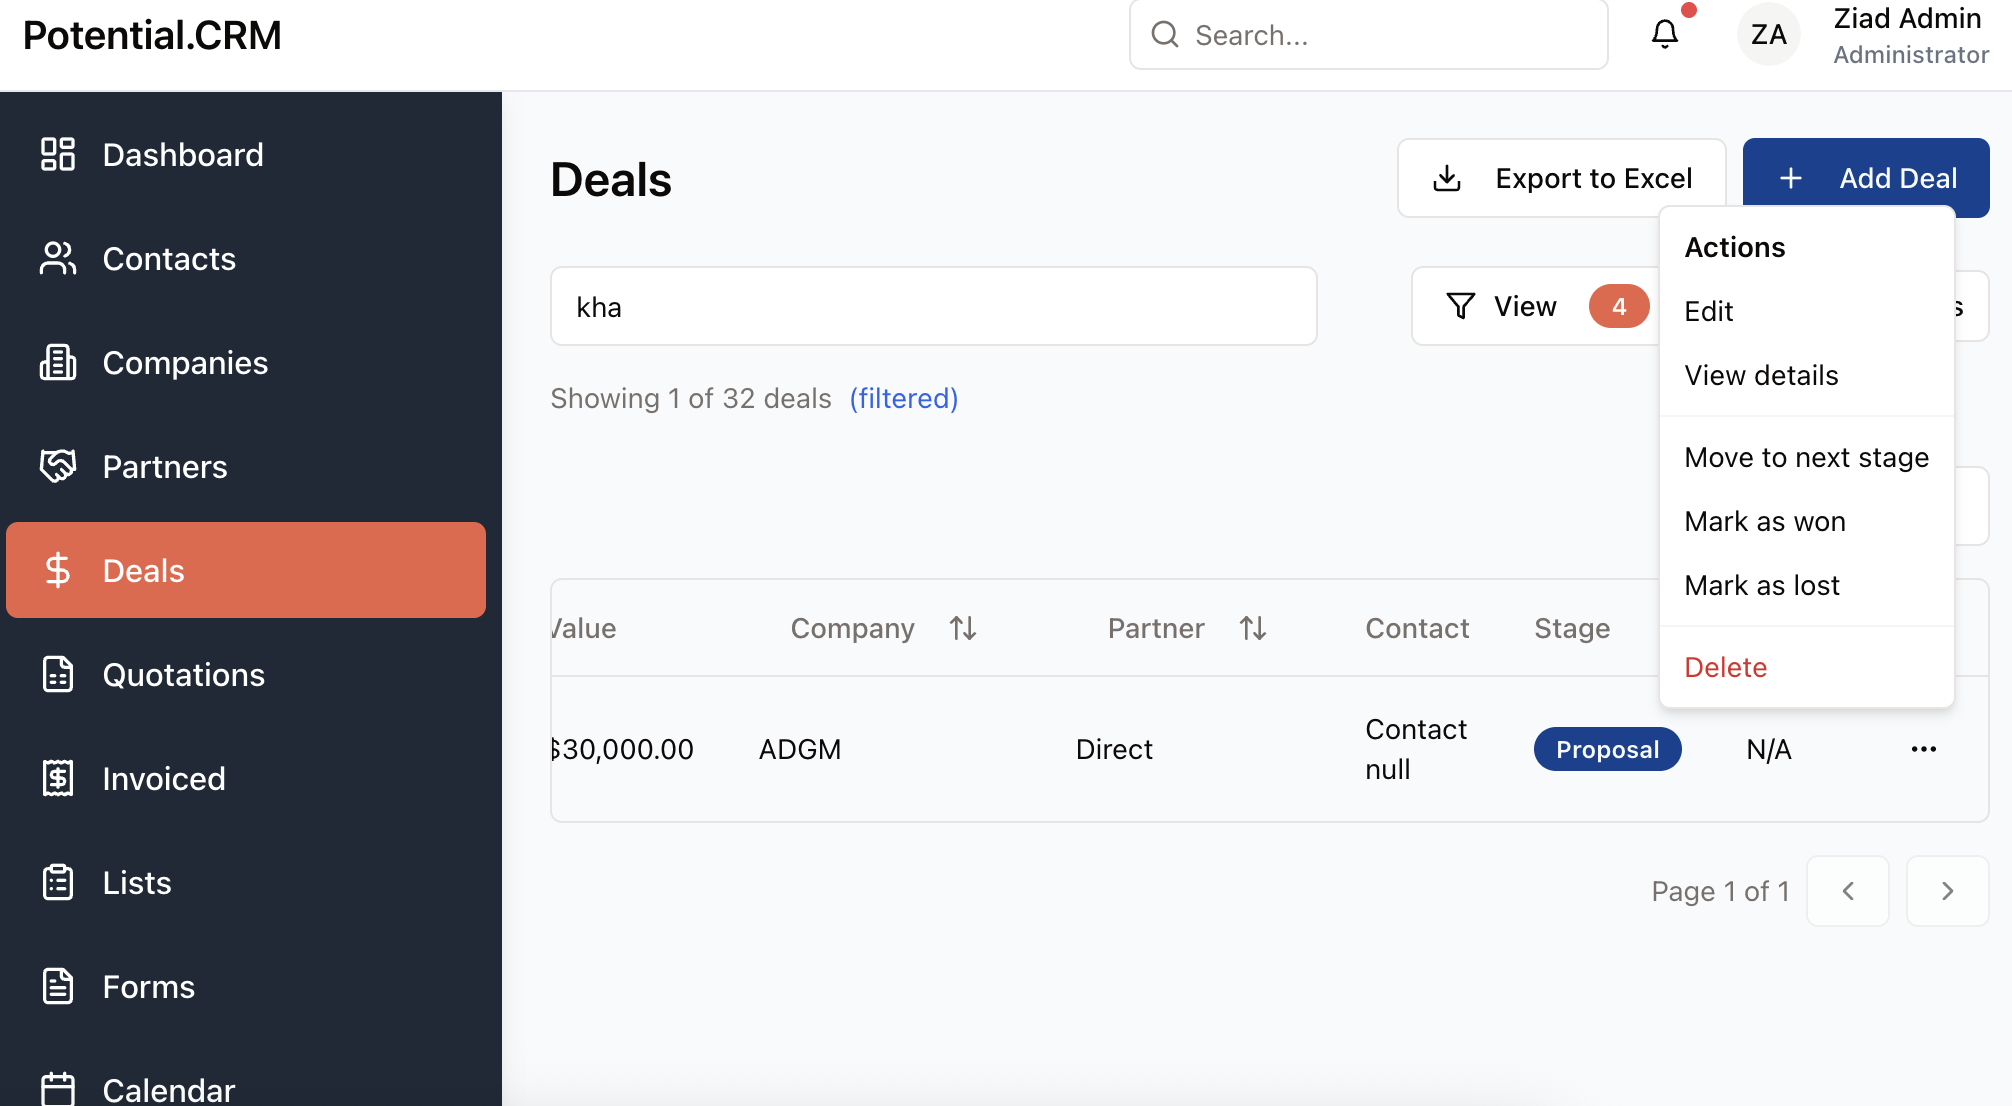 Potential.CRM
Search...
ZA
Ziad Admin
Administrator
Dashboard
Contacts
Companies
Partners
Deals
Quotations
Invoiced
Lists
Forms
Calendar
Deals
Export to Excel
+ Add Deal
kha
View 4
Showing 1 of 32 deals (filtered)
Actions
Edit
View details
Move to next stage
Mark as won
Mark as lost
Delete
Value Company Partner Contact Stage
$30,000.00 ADGM Direct Contact null Proposal N/A ...
Page 1 of 1